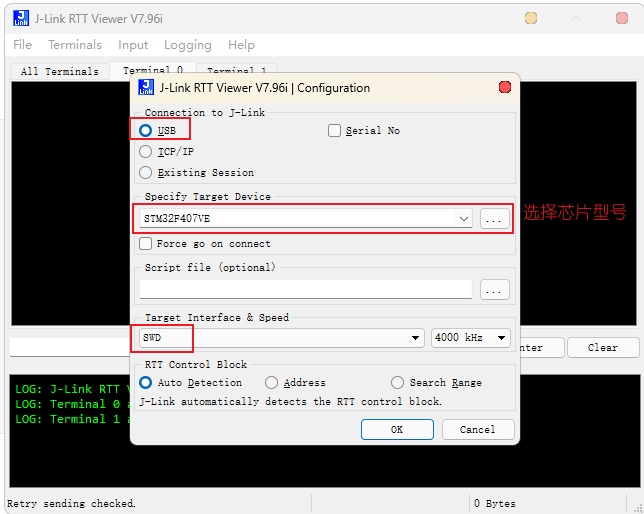 J-Link RTT Viewer V7.96i
File Terminals Input Logging Help
All Terminals Terminal 0 Terminal 1
J-Link RTT Viewer V7.96i | Configuration
Connection to J-Link
USB Serial No
TCP/IP
Existing Session
Specify Target Device
STM32F407VE ...
选择芯片型号
Force go on connect
Script file (optional)
...
Target Interface & Speed
SWD 4000 kHz
Clear
RTT Control Block
Auto Detection Address Search Range
J-Link automatically detects the RTT control block.
OK Cancel
LOG: J-Link RTT
LOG: Terminal 0
LOG: Terminal 1
Retry sending checked. 0 Bytes